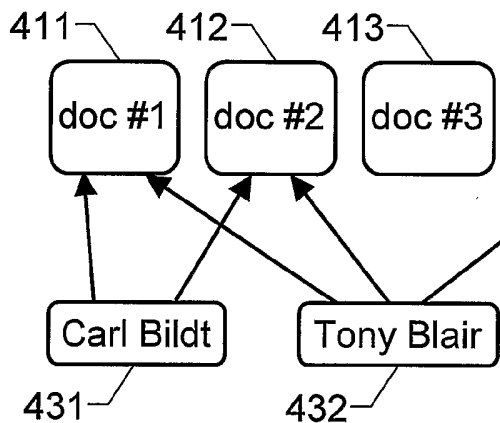 411 412 413
doc #1 doc #2 doc #3
Carl Bildt Tony Blair
431 432